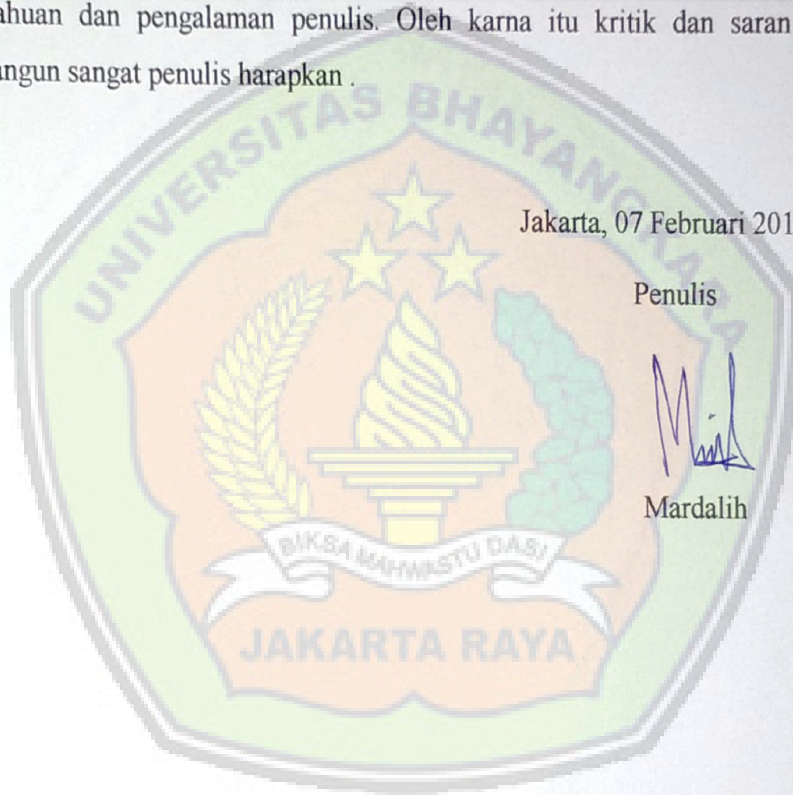 ahuan dan pengalaman penulis. Oleh karna itu kritik dan saran
ngun sangat penulis harapkan .
UNIVERSITAS BHAYANGKARA
Jakarta, 07 Februari 201
Penulis
Mardalih
BIKSA MAHWASTU DASI
JAKARTA RAYA